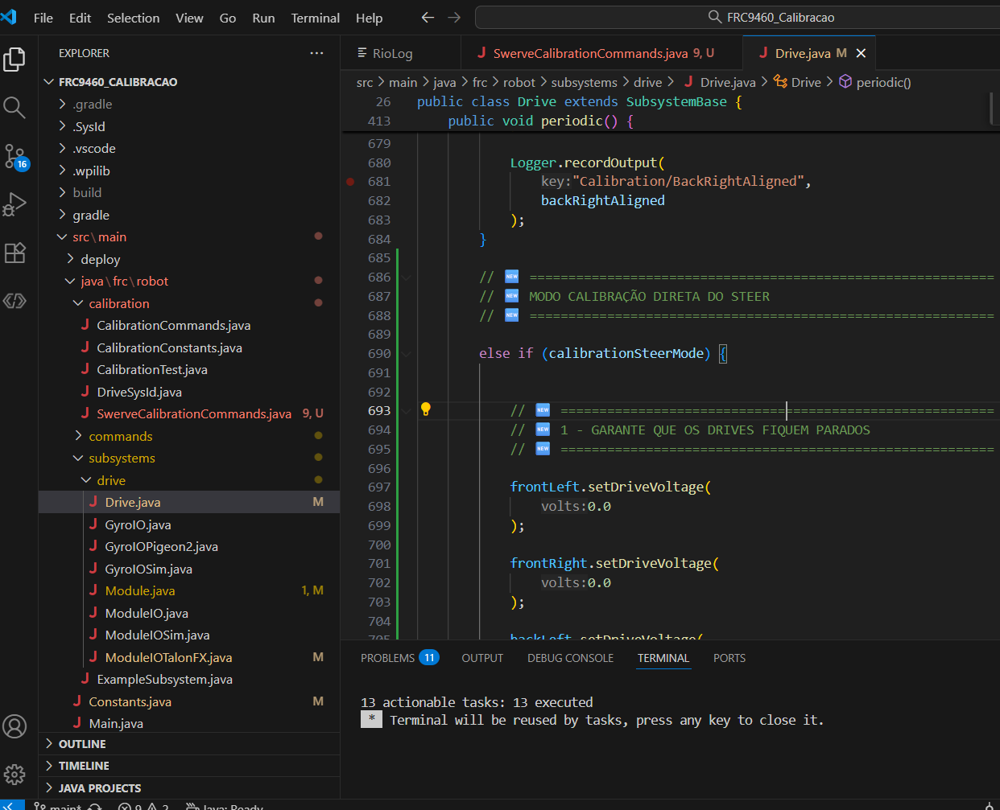 File Edit Selection View Go Run Terminal Help
FRC9460_Calibracao
EXPLORER
FRC9460_CALIBRACAO
.gradle
.SysId
.vscode
.wpilib
build
gradle
src\main
deploy
java\frc\robot
calibration
CalibrationCommands.java
CalibrationConstants.java
CalibrationTest.java
DriveSysId.java
SwerveCalibrationCommands.java 9, U
commands
subsystems
drive
Drive.java M
GyroIO.java
GyroIOPigeon2.java
GyroIOSim.java
Module.java 1, M
ModuleIO.java
ModuleIOSim.java
ModuleIOTalonFX.java M
ExampleSubsystem.java
Constants.java M
Main.java
OUTLINE
TIMELINE
JAVA PROJECTS
16
RioLog
SwerveCalibrationCommands.java 9, U
Drive.java M
src > main > java > frc > robot > subsystems > drive > Drive.java > Drive > periodic()
26 public class Drive extends SubsystemBase {
413 public void periodic() {
679
680 Logger.recordOutput(
681 key:"Calibration/BackRightAligned",
682 backRightAligned
683 );
684 }
685
686 // NEW ============================================================
687 // NEW MODO CALIBRAÇÃO DIRETA DO STEER
688 // NEW ============================================================
689
690 else if (calibrationSteerMode) {
691
692
693 // NEW ========================================================
694 // NEW 1 - GARANTE QUE OS DRIVES FIQUEM PARADOS
695 // NEW ========================================================
696
697 frontLeft.setDriveVoltage(
698 volts:0.0
699 );
700
701 frontRight.setDriveVoltage(
702 volts:0.0
703 );
704
705 backLeft.setDriveVoltage(
PROBLEMS 11 OUTPUT DEBUG CONSOLE TERMINAL PORTS
13 actionable tasks: 13 executed
* Terminal will be reused by tasks, press any key to close it.
main* 9 2 Java: Ready